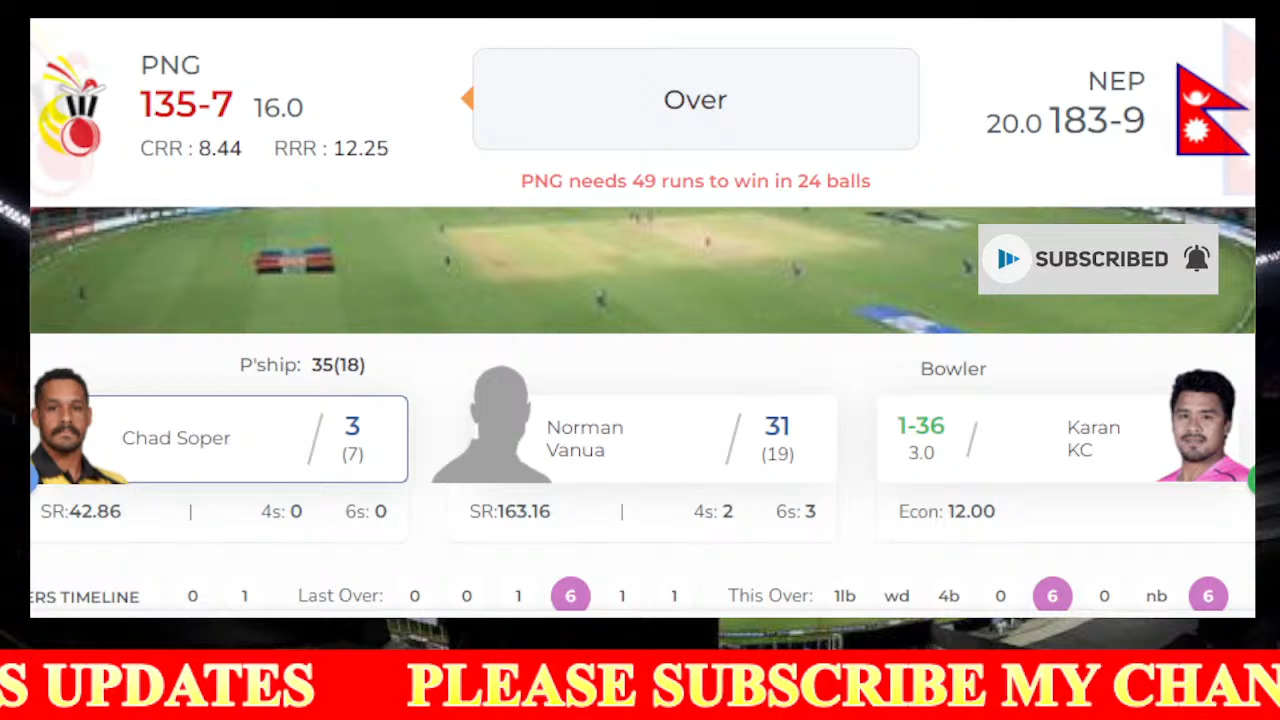 PNG
135-7 16.0
CRR : 8.44 RRR : 12.25
Over
PNG needs 49 runs to win in 24 balls
NEP
20.0 183-9
SUBSCRIBED
P'ship: 35(18)
Chad Soper
3
(7)
SR:42.86 | 4s: 0 6s: 0
Norman
Vanua
31
(19)
SR:163.16 | 4s: 2 6s: 3
Bowler
1-36
3.0
Karan
KC
Econ: 12.00
ERS TIMELINE 0 1 Last Over: 0 0 1 6 1 1 This Over: 1lb wd 4b 0 6 0 nb 6
S UPDATES PLEASE SUBSCRIBE MY CHAN